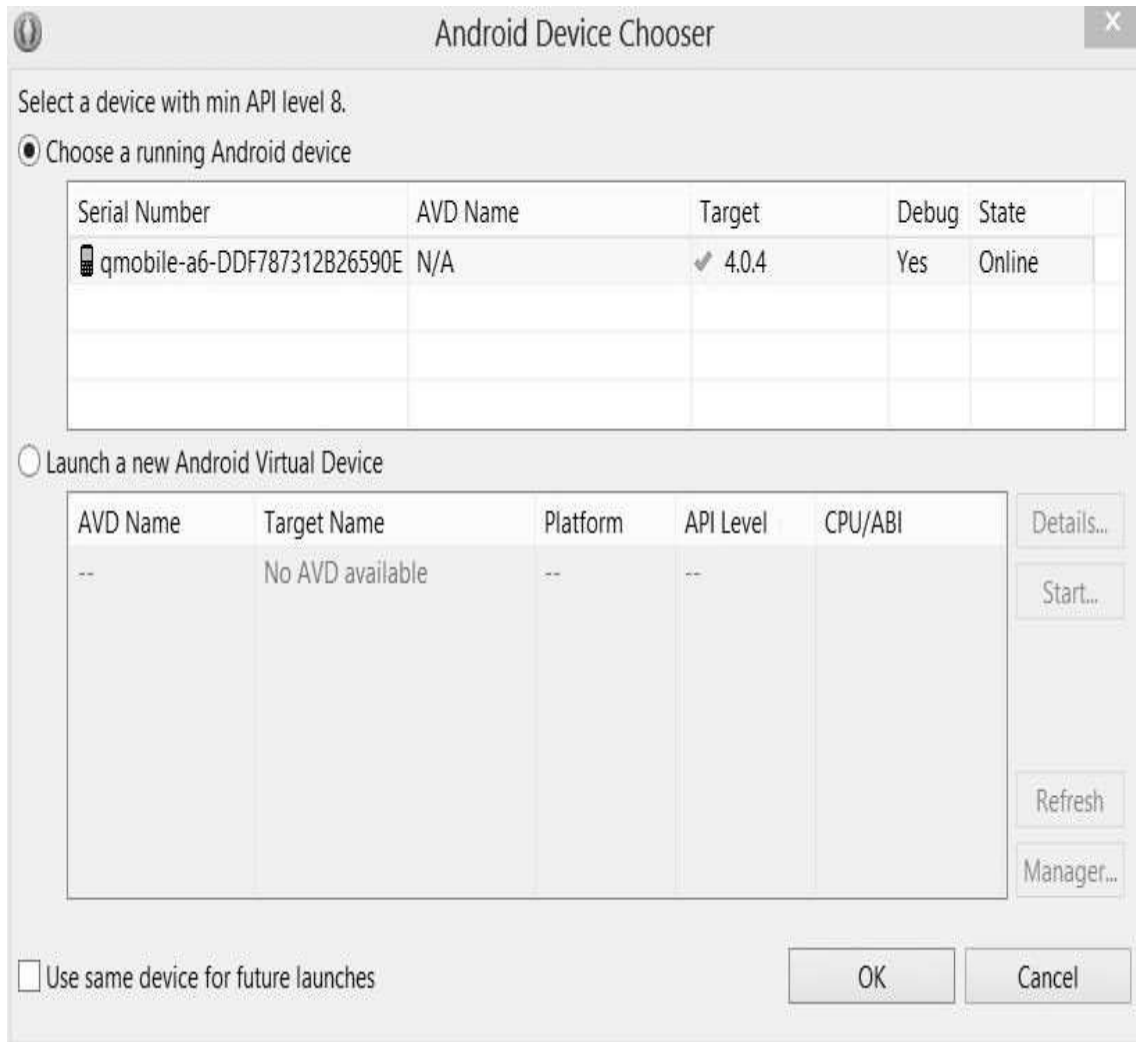 Android Device Chooser
X
Select a device with min API level 8.
Choose a running Android device
Serial Number AVD Name Target Debug State
qmobile-a6-DDF787312B26590E N/A 4.0.4 Yes Online
Launch a new Android Virtual Device
AVD Name Target Name Platform API Level CPU/ABI
Details...
-- No AVD available -- --
Start...
Refresh
Manager...
Use same device for future launches
OK Cancel